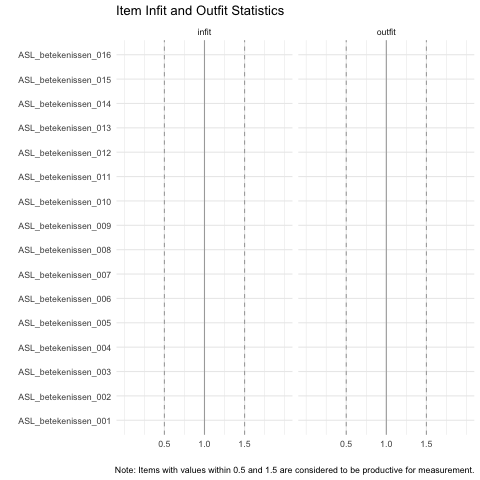 Item Infit and Outfit Statistics
infit
outfit
ASL_betekenissen_016
ASL_betekenissen_015
ASL_betekenissen_014
ASL_betekenissen_013
ASL_betekenissen_012
ASL_betekenissen_011
ASL_betekenissen_010
ASL_betekenissen_009
ASL_betekenissen_008
ASL_betekenissen_007
ASL_betekenissen_006
ASL_betekenissen_005
ASL_betekenissen_004
ASL_betekenissen_003
ASL_betekenissen_002
ASL_betekenissen_001
0.5 1.0 1.5
0.5 1.0 1.5
Note: Items with values within 0.5 and 1.5 are considered to be productive for measurement.